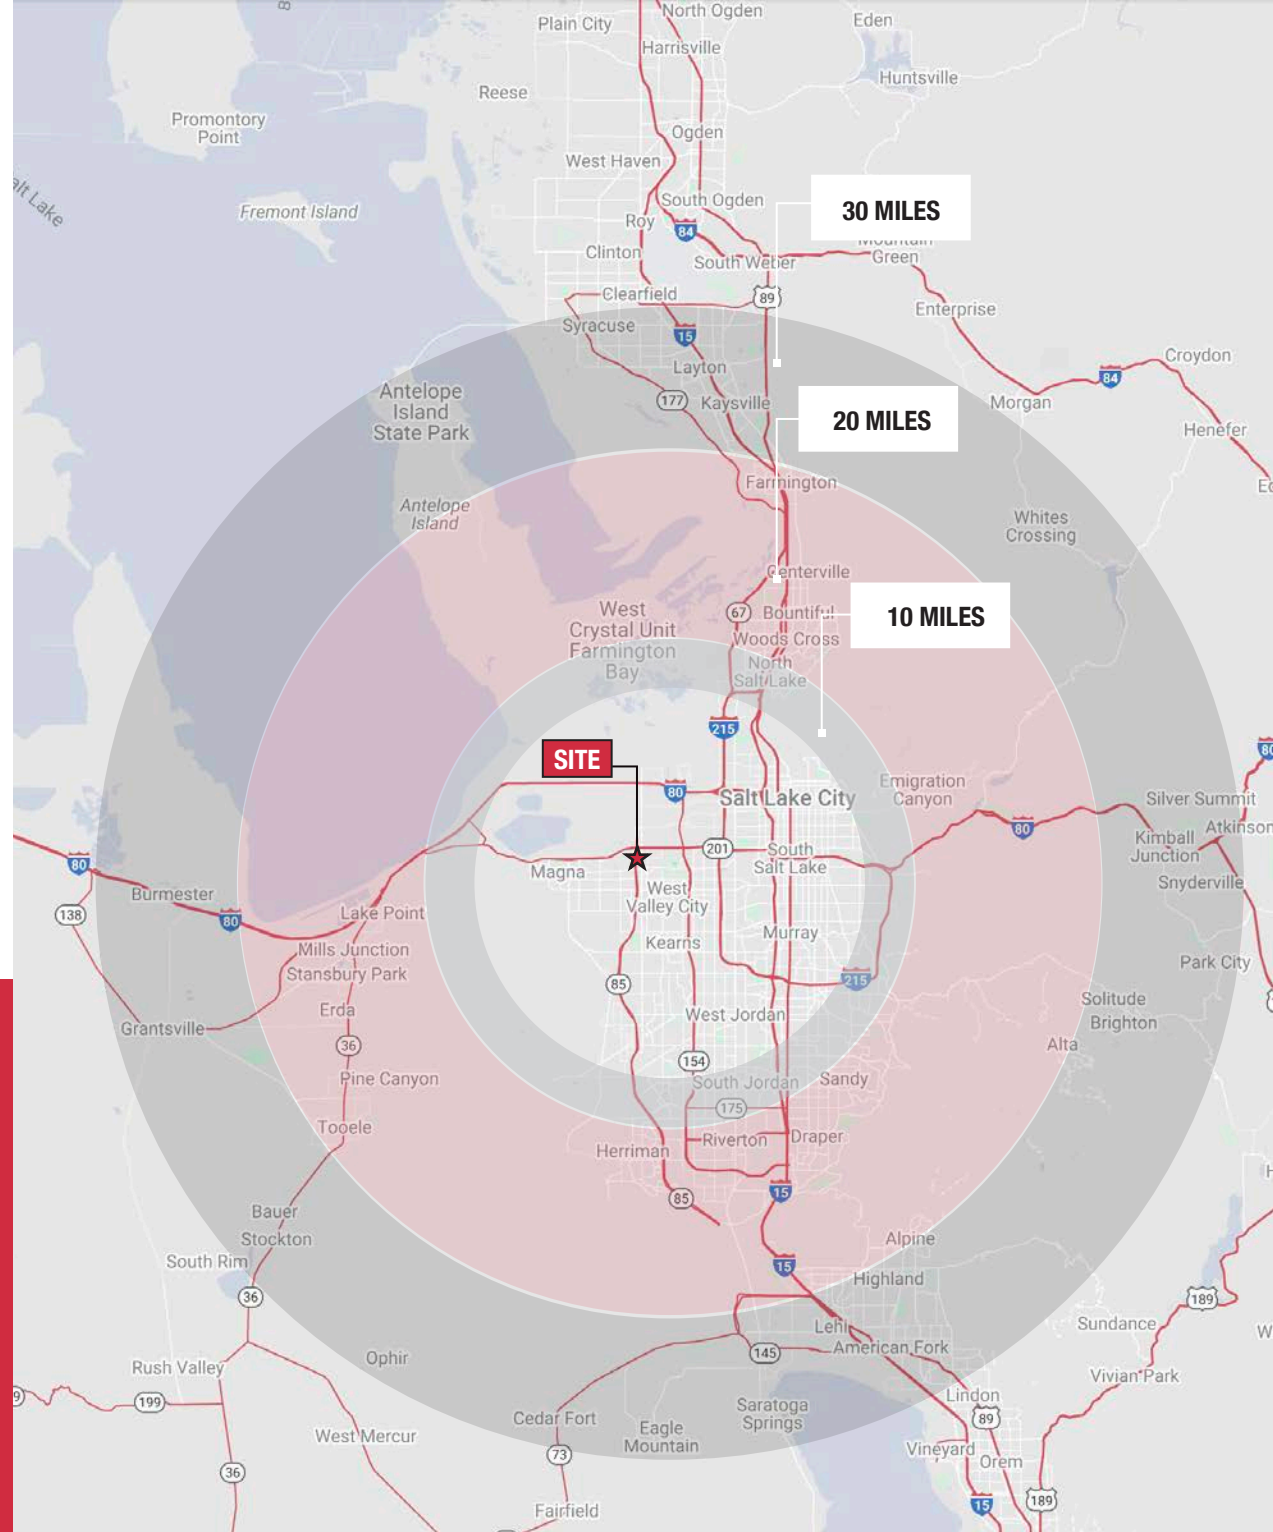 8
North Ogden
Plain City
Eden
Harrisville
Huntsville
Reese
Promontory
Point
Ogden
West Haven
alt Lake
Fremont Island
South Ogden
30 MILES
Roy
84
Clinton
South Weber
Mountain
Green
Clearfield
89
Enterprise
Syracuse
15
Croydon
Layton
84
Antelope
Island
State Park
177
Kaysville
Morgan
20 MILES
Henefer
Farmington
Antelope
Island
Whites
Crossing
Centerville
West
Crystal Unit
Farmington
Bay
67
Bountiful
10 MILES
Woods Cross
North
Salt Lake
215
SITE
80
80
Emigration
Canyon
Salt Lake City
Silver Summit
80
Atkinson
Kimball
Junction
201
South
Salt Lake
80
Magna
West
Valley City
Snyderville
Burmester
138
80
Lake Point
Murray
Kearns
Mills Junction
Stansbury Park
Park City
85
215
Solitude
Erda
West Jordan
Brighton
Grantsville
36
Alta
154
Pine Canyon
South Jordan
Sandy
175
Tooele
Riverton
Draper
Herriman
15
85
Bauer
Stockton
Alpine
South Rim
15
Highland
36
189
Lehi
Sundance
American Fork
145
Ophir
Rush Valley
Vivian Park
9
199
Lindon
Saratoga
Springs
89
Cedar Fort
Eagle
Mountain
West Mercur
Vineyard
73
Orem
36
189
15
Fairfield